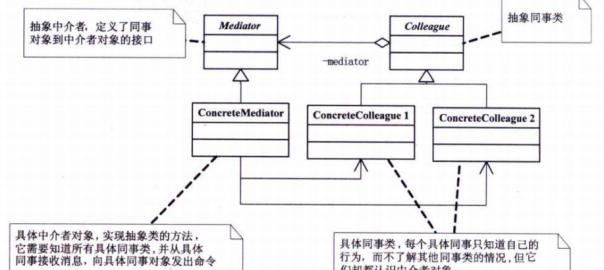 抽象中介者，定义了同事
对象到中介者对象的接口
Mediator
Colleague
抽象同事类
-mediator
ConcreteMediator
ConcreteColleague 1
ConcreteColleague 2
具体中介者对象，实现抽象类的方法，
它需要知道所有具体同事类，并从具体
同事接收消息，向具体同事对象发出命令
具体同事类，每个具体同事只知道自己的
行为，而不了解其他同事类的情况，但它
们却都认识中介者对象